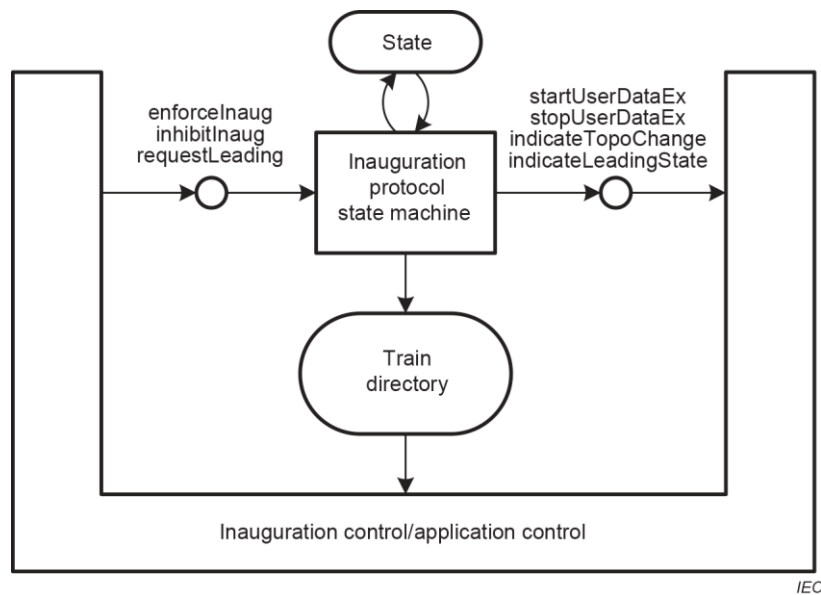 State
enforceInaug
inhibitInaug
requestLeading
startUserDataEx
stopUserDataEx
indicateTopoChange
indicateLeadingState
Inauguration
protocol
state machine
Train
directory
Inauguration control/application control
IEC